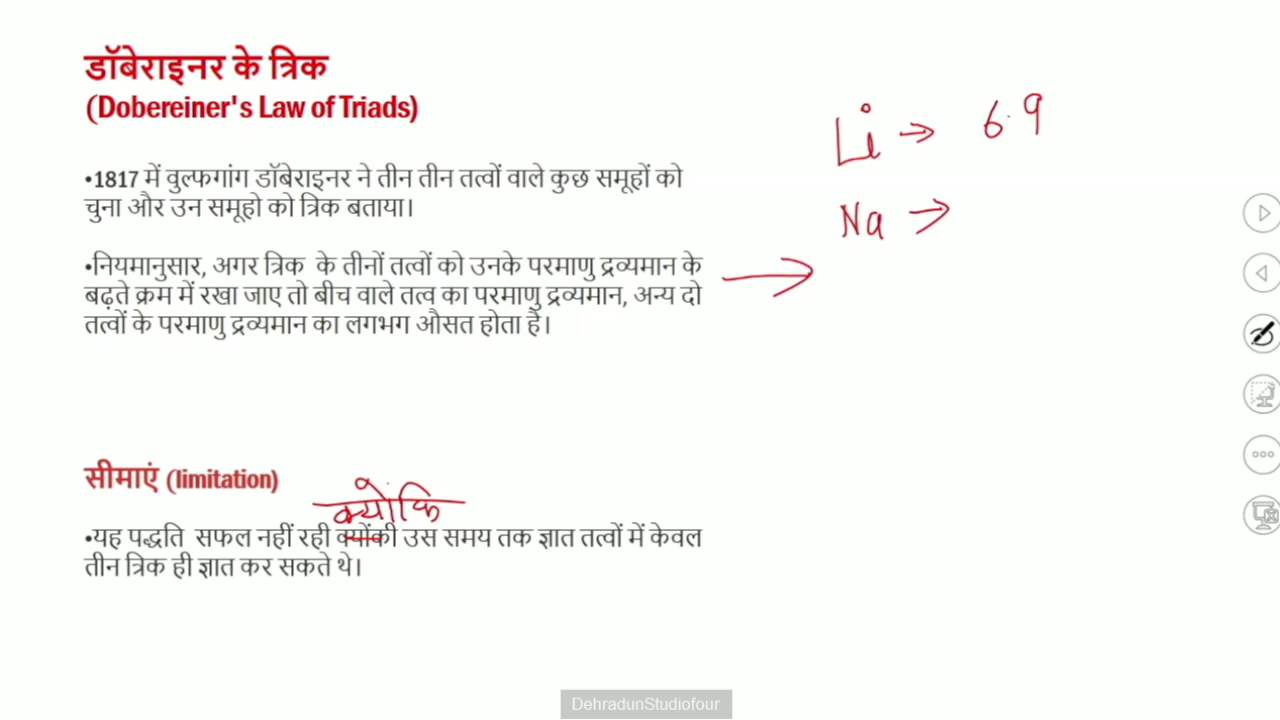 डॉबेराइनर के त्रिक
(Dobereiner's Law of Triads)
•1817 में वुल्फगांग डॉबेराइनर ने तीन तीन तत्वों वाले कुछ समूहों को
चुना और उन समूहो को त्रिक बताया।
•नियमानुसार, अगर त्रिक के तीनों तत्वों को उनके परमाणु द्रव्यमान के
बढ़ते क्रम में रखा जाए तो बीच वाले तत्व का परमाणु द्रव्यमान, अन्य दो
तत्वों के परमाणु द्रव्यमान का लगभग औसत होता है।
Li → 6.9
Na →
सीमाएं (limitation)
क्योकि
•यह पद्धति सफल नहीं रही क्योंकी उस समय तक ज्ञात तत्वों में केवल
तीन त्रिक ही ज्ञात कर सकते थे।
DehradunStudiofour